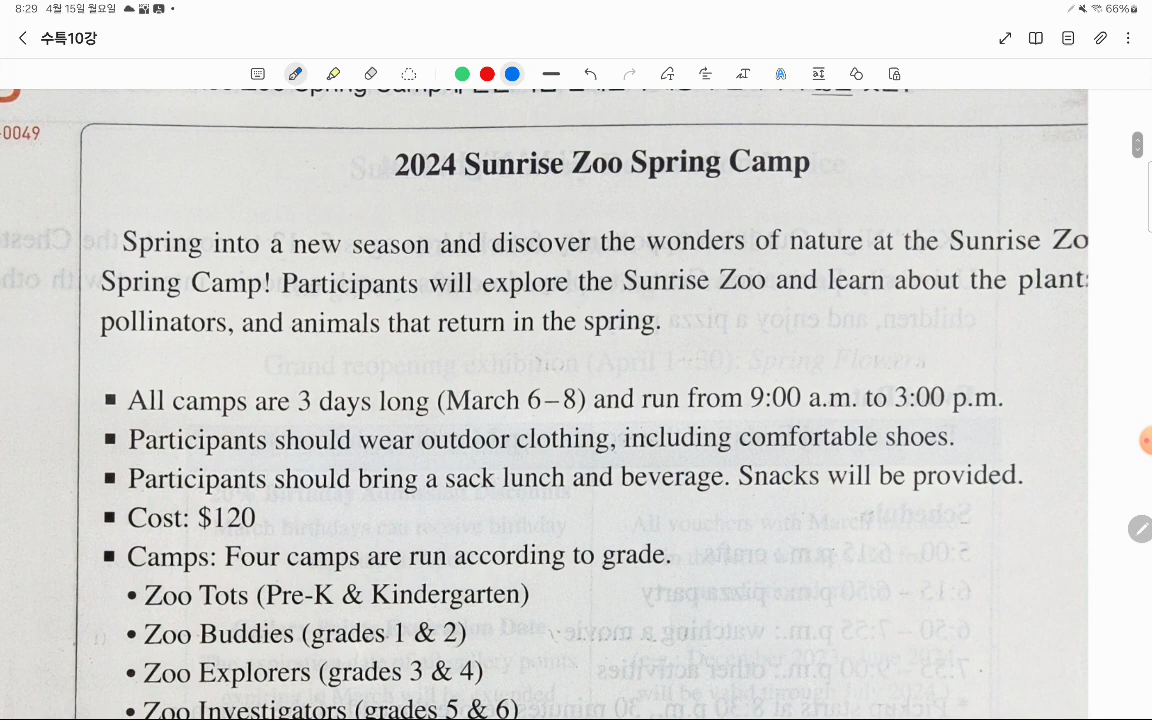 8:29 4월 15일 월요일
66%
수특10강
-0049
2024 Sunrise Zoo Spring Camp
Spring into a new season and discover the wonders of nature at the Sunrise Zo
Spring Camp! Participants will explore the Sunrise Zoo and learn about the plant
pollinators, and animals that return in the spring.
▪ All camps are 3 days long (March 6–8) and run from 9:00 a.m. to 3:00 p.m.
▪ Participants should wear outdoor clothing, including comfortable shoes.
▪ Participants should bring a sack lunch and beverage. Snacks will be provided.
▪ Cost: $120
▪ Camps: Four camps are run according to grade.
• Zoo Tots (Pre-K & Kindergarten)
• Zoo Buddies (grades 1 & 2)
• Zoo Explorers (grades 3 & 4)
• Zoo Investigators (grades 5 & 6)